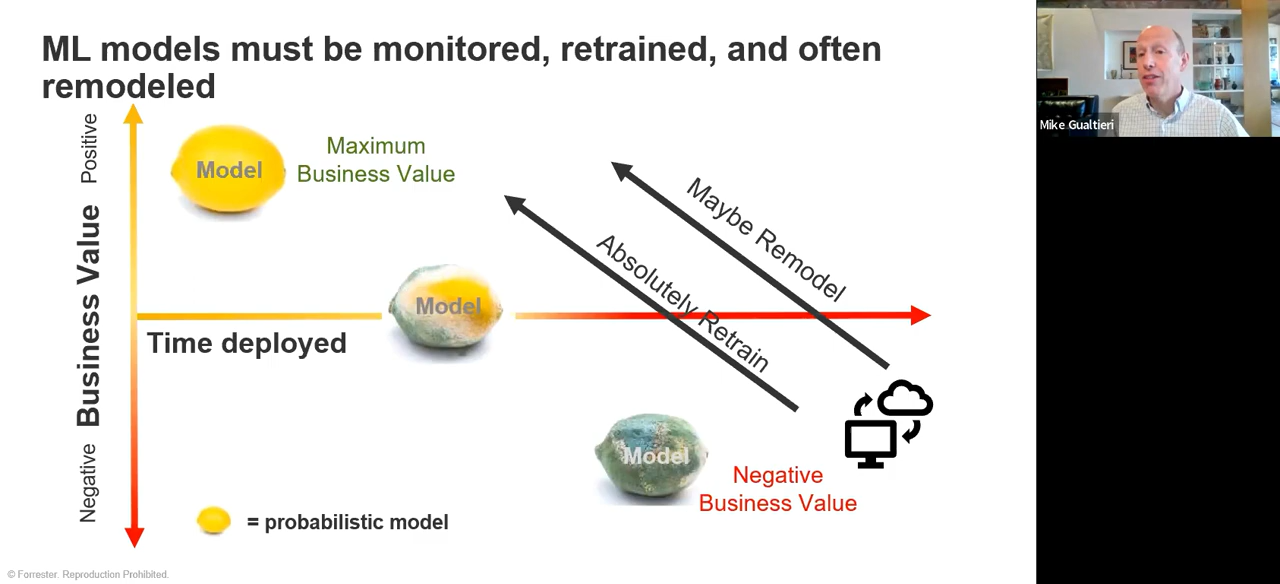 ML models must be monitored, retrained, and often
remodeled
Positive
Business Value
Negative
Model
Maximum
Business Value
Maybe Remodel
Absolutely Retrain
Model
Time deployed
Model
Negative
Business Value
= probabilistic model
© Forrester. Reproduction Prohibited.
Mike Gualtieri